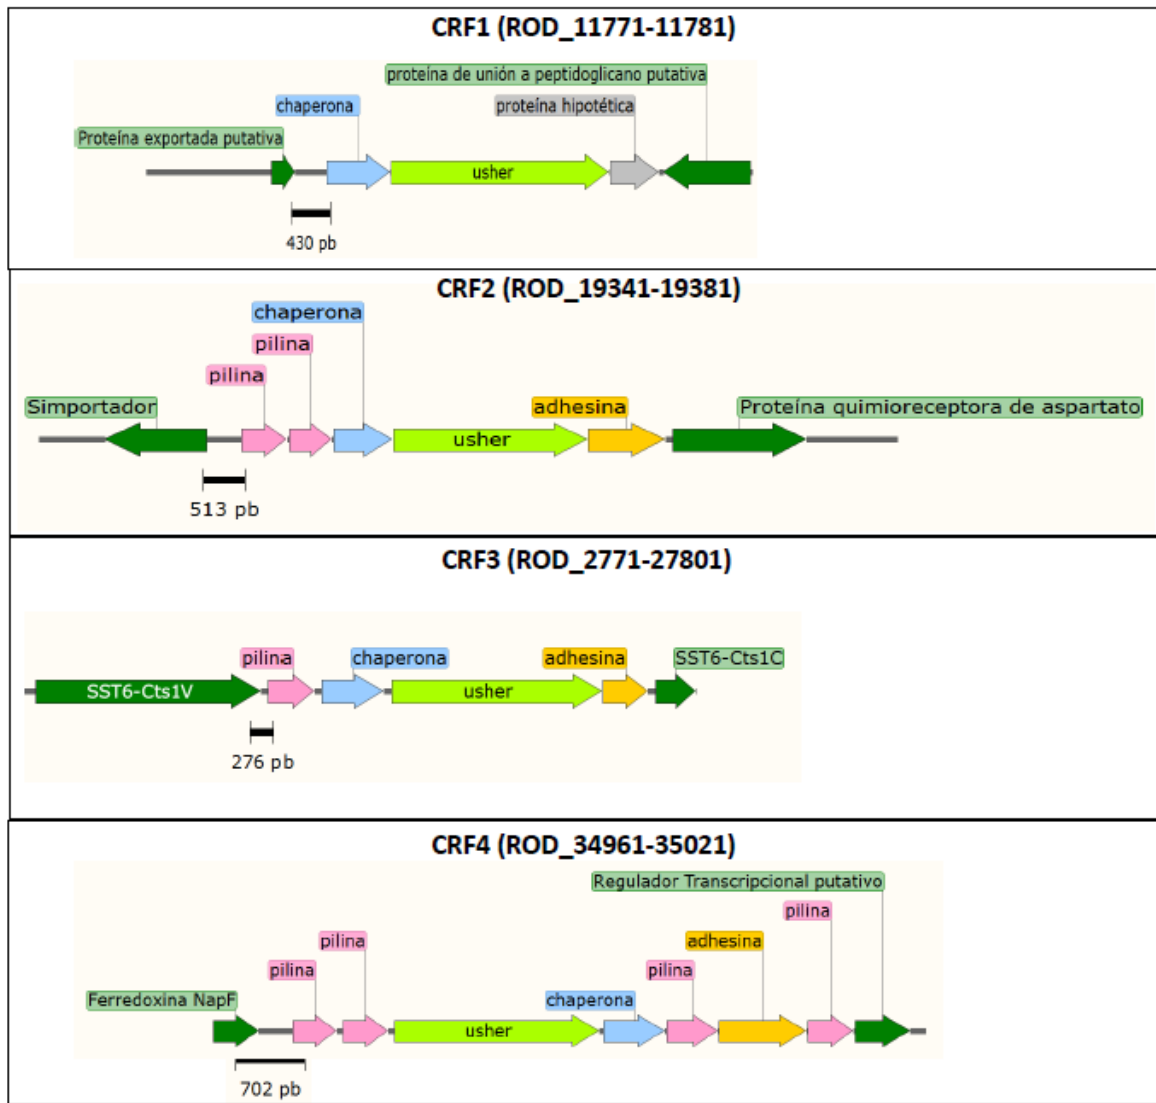 CRF1 (ROD_11771-11781)
proteína de unión a peptidoglicano putativa
chaperona
proteína hipotética
Proteína exportada putativa
usher
430 pb
CRF2 (ROD_19341-19381)
chaperona
pilina
pilina
Simportador
adhesina
Proteína quimioreceptora de aspartato
usher
513 pb
CRF3 (ROD_2771-27801)
pilina
chaperona
adhesina
SST6-Cts1C
SST6-Cts1V
usher
276 pb
CRF4 (ROD_34961-35021)
Regulador Transcripcional putativo
pilina
pilina
adhesina
pilina
pilina
Ferredoxina NapF
chaperona
usher
702 pb